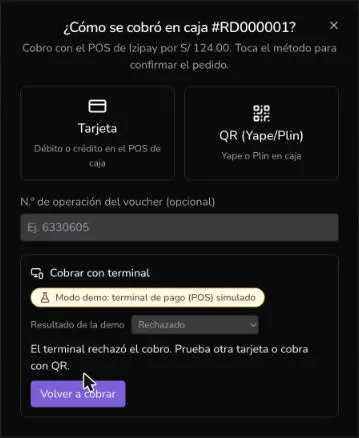 ¿Cómo se cobró en caja #RD000001?
Cobro con el POS de Izipay por S/ 124.00. Toca el método para
confirmar el pedido.
Tarjeta
Débito o crédito en el POS de
caja
QR (Yape/Plin)
Yape o Plin en caja
N.º de operación del voucher (opcional)
Ej. 6330605
Cobrar con terminal
Modo demo: terminal de pago (POS) simulado
Resultado de la demo
Rechazado
El terminal rechazó el cobro. Prueba otra tarjeta o cobra
con QR.
Volver a cobrar